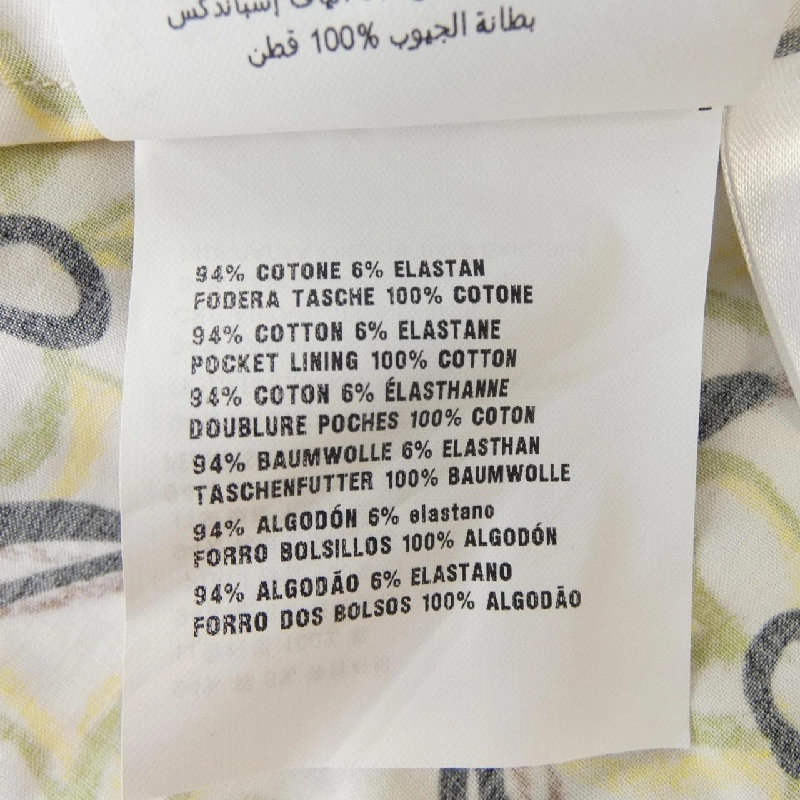 إسباندكس
بطانة الجيوب 100% قطن
94% COTONE 6% ELASTAN
FODERA TASCHE 100% COTONE
94% COTTON 6% ELASTANE
POCKET LINING 100% COTTON
94% COTON 6% ÉLASTHANNE
DOUBLURE POCHES 100% COTON
94% BAUMWOLLE 6% ELASTHAN
TASCHENFUTTER 100% BAUMWOLLE
94% ALGODÓN 6% elastano
FORRO BOLSILLOS 100% ALGODÓN
94% ALGODÃO 6% ELASTANO
FORRO DOS BOLSOS 100% ALGODÃO